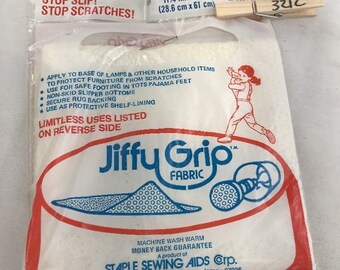 STOP SLIP!
STOP SCRATCHES!
(28.6 cm x 61 cm)
• APPLY TO BASE OF LAMPS & OTHER HOUSEHOLD ITEMS
TO PROTECT FURNITURE FROM SCRATCHES
• USE FOR SAFE FOOTING IN TOTS PAJAMA FEET
• NON-SKID SLIPPER BOTTOMS
• SECURE RUG BACKING
• USE AS PROTECTIVE SHELF-LINING
LIMITLESS USES LISTED
ON REVERSE SIDE
Jiffy Grip
TM
FABRIC
MACHINE WASH WARM
MONEY BACK GUARANTEE
A product of
STAPLE SEWING AIDS Corp.